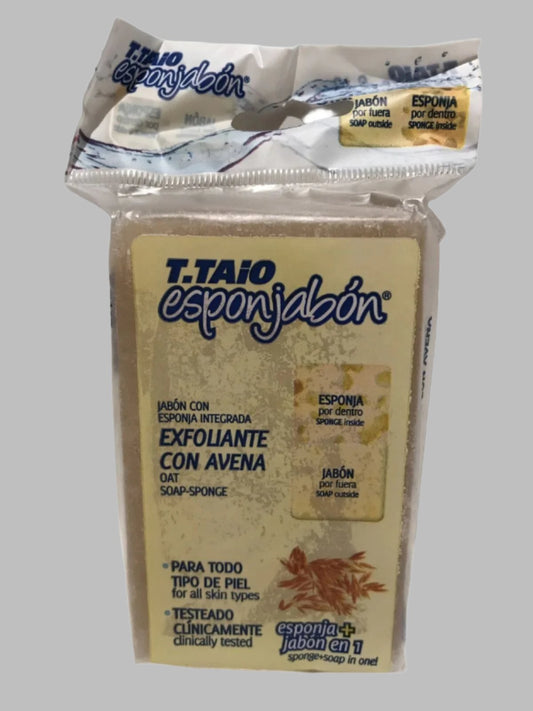 T.TAiO
esponjabón®
JABÓN
por fuera
SOAP outside
ESPONJA
por dentro
SPONGE inside
T.TAiO
esponjabón®
JABÓN CON
ESPONJA INTEGRADA
EXFOLIANTE
CON AVENA
OAT
SOAP-SPONGE
ESPONJA
por dentro
SPONGE inside
JABÓN
por fuera
SOAP outside
• PARA TODO
TIPO DE PIEL
for all skin types
• TESTEADO
CLÍNICAMENTE
clinically tested
esponja +
jabón en 1
sponge+soap in one!
CON AVENA